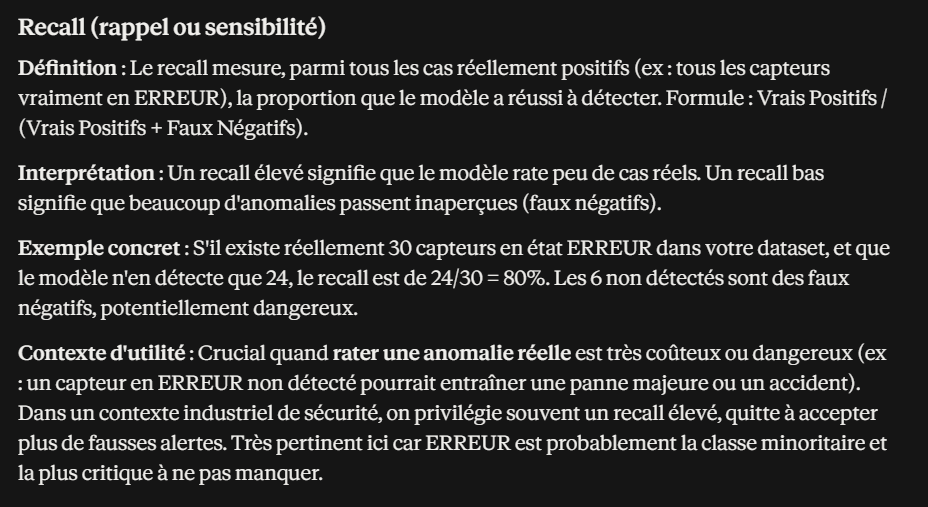 Recall (rappel ou sensibilité)
Définition : Le recall mesure, parmi tous les cas réellement positifs (ex : tous les capteurs
vraiment en ERREUR), la proportion que le modèle a réussi à détecter. Formule : Vrais Positifs /
(Vrais Positifs + Faux Négatifs).
Interprétation : Un recall élevé signifie que le modèle rate peu de cas réels. Un recall bas
signifie que beaucoup d'anomalies passent inaperçues (faux négatifs).
Exemple concret : S'il existe réellement 30 capteurs en état ERREUR dans votre dataset, et que
le modèle n'en détecte que 24, le recall est de 24/30 = 80%. Les 6 non détectés sont des faux
négatifs, potentiellement dangereux.
Contexte d'utilité : Crucial quand rater une anomalie réelle est très coûteux ou dangereux (ex
: un capteur en ERREUR non détecté pourrait entraîner une panne majeure ou un accident).
Dans un contexte industriel de sécurité, on privilégie souvent un recall élevé, quitte à accepter
plus de fausses alertes. Très pertinent ici car ERREUR est probablement la classe minoritaire et
la plus critique à ne pas manquer.